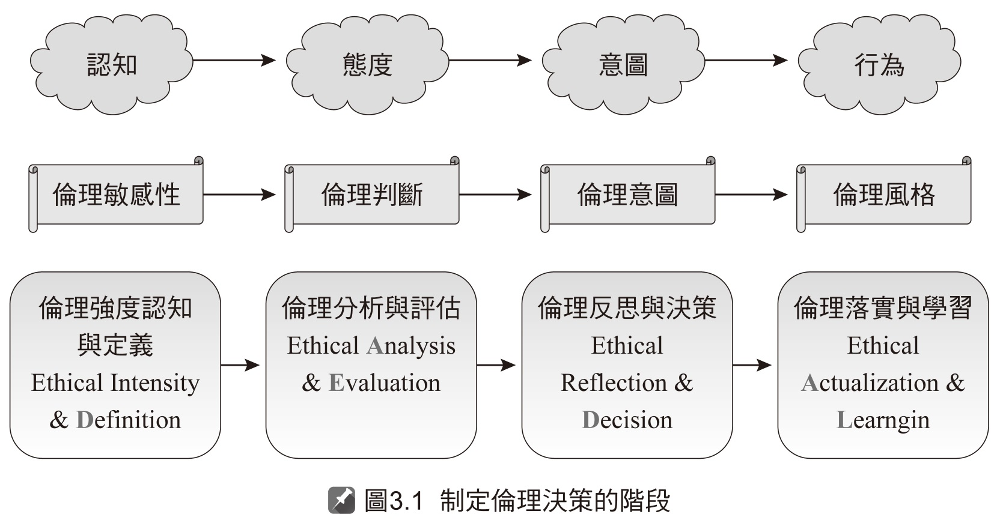 認知
態度
意圖
行為
倫理敏感性
倫理判斷
倫理意圖
倫理風格
倫理強度認知
與定義
Ethical Intensity
& Definition
倫理分析與評估
Ethical Analysis
& Evaluation
倫理反思與決策
Ethical
Reflection &
Decision
倫理落實與學習
Ethical
Actualization &
Learngin
圖3.1 制定倫理決策的階段